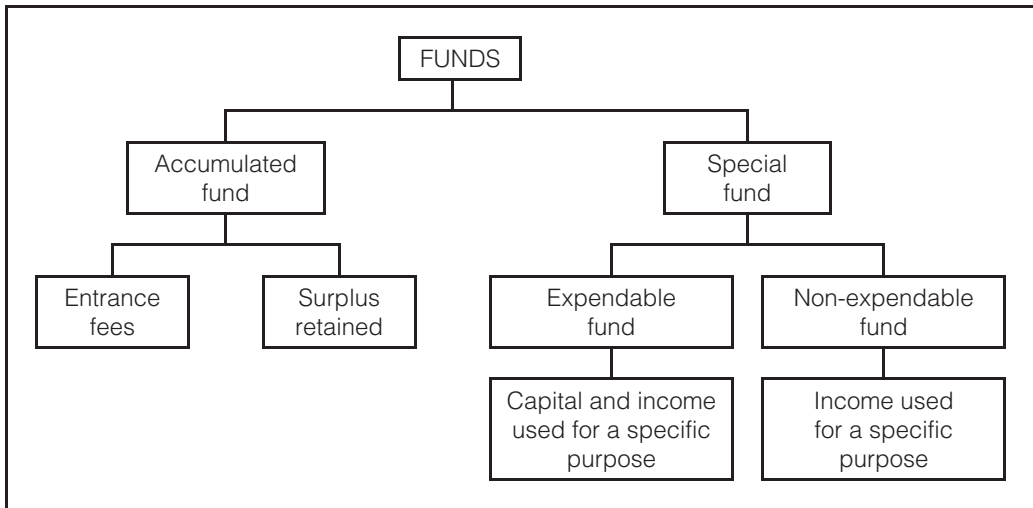 FUNDS
Accumulated
fund
Special
fund
Entrance
fees
Surplus
retained
Expendable
fund
Non-expendable
fund
Capital and income
used for a specific
purpose
Income used
for a specific
purpose